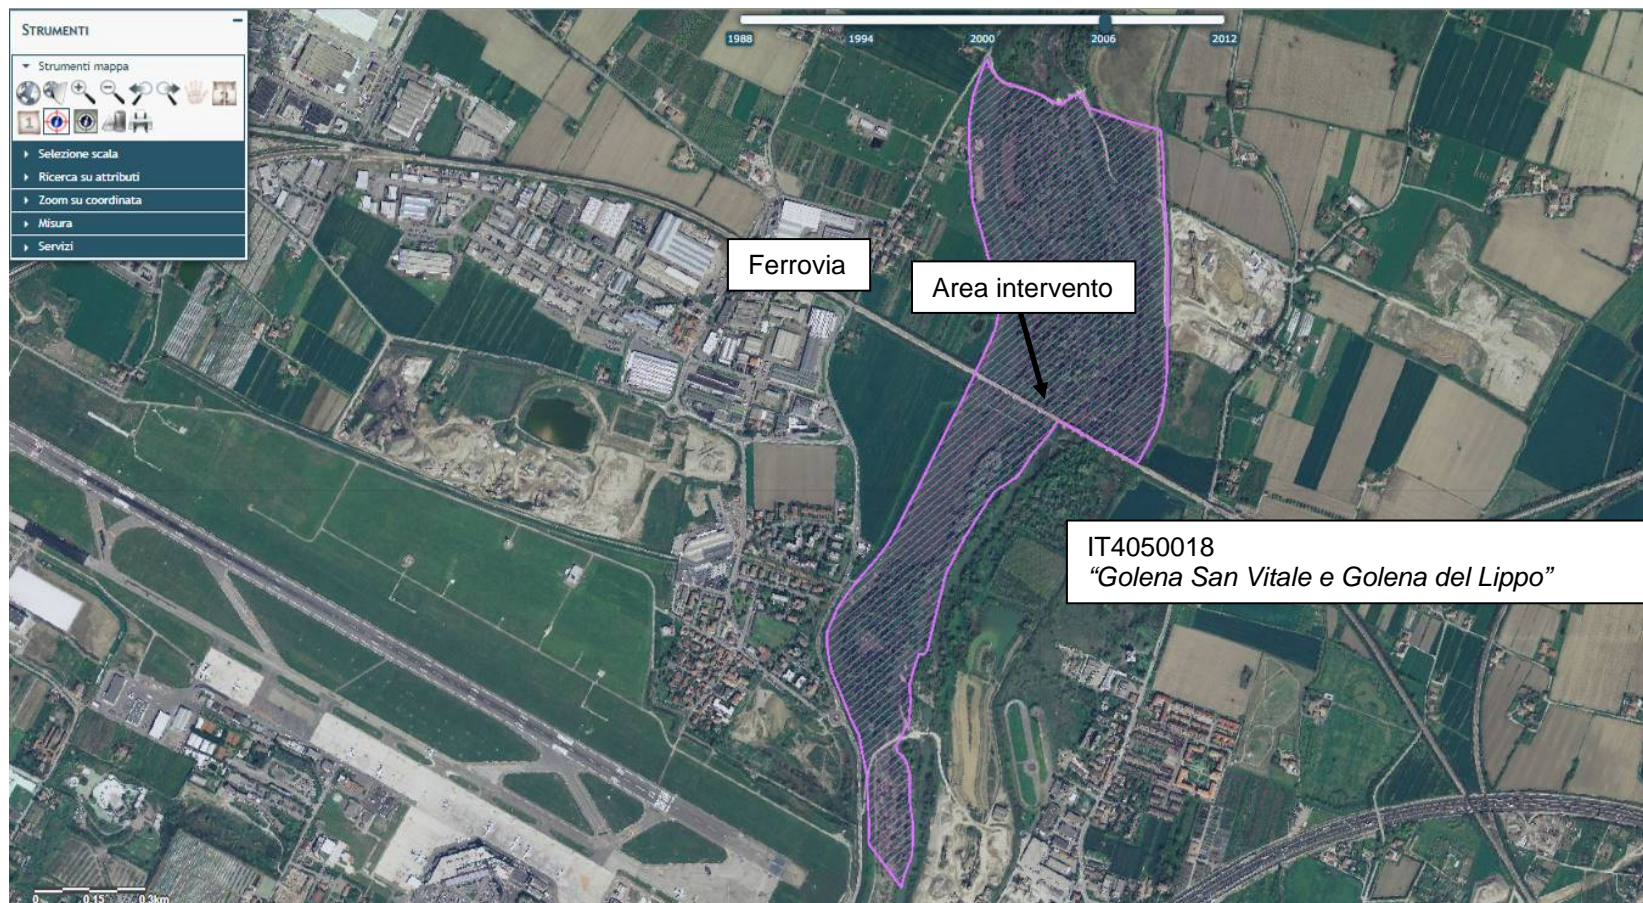 STRUMENTI
Strumenti mappa
1
Selezione scala
Ricerca su attributi
Zoom su coordinata
Misura
Servizi
1988 1994 2000 2006 2012
Ferrovia
Area intervento
IT4050018
“Golena San Vitale e Golena del Lippo”
0 0.15 0.3km